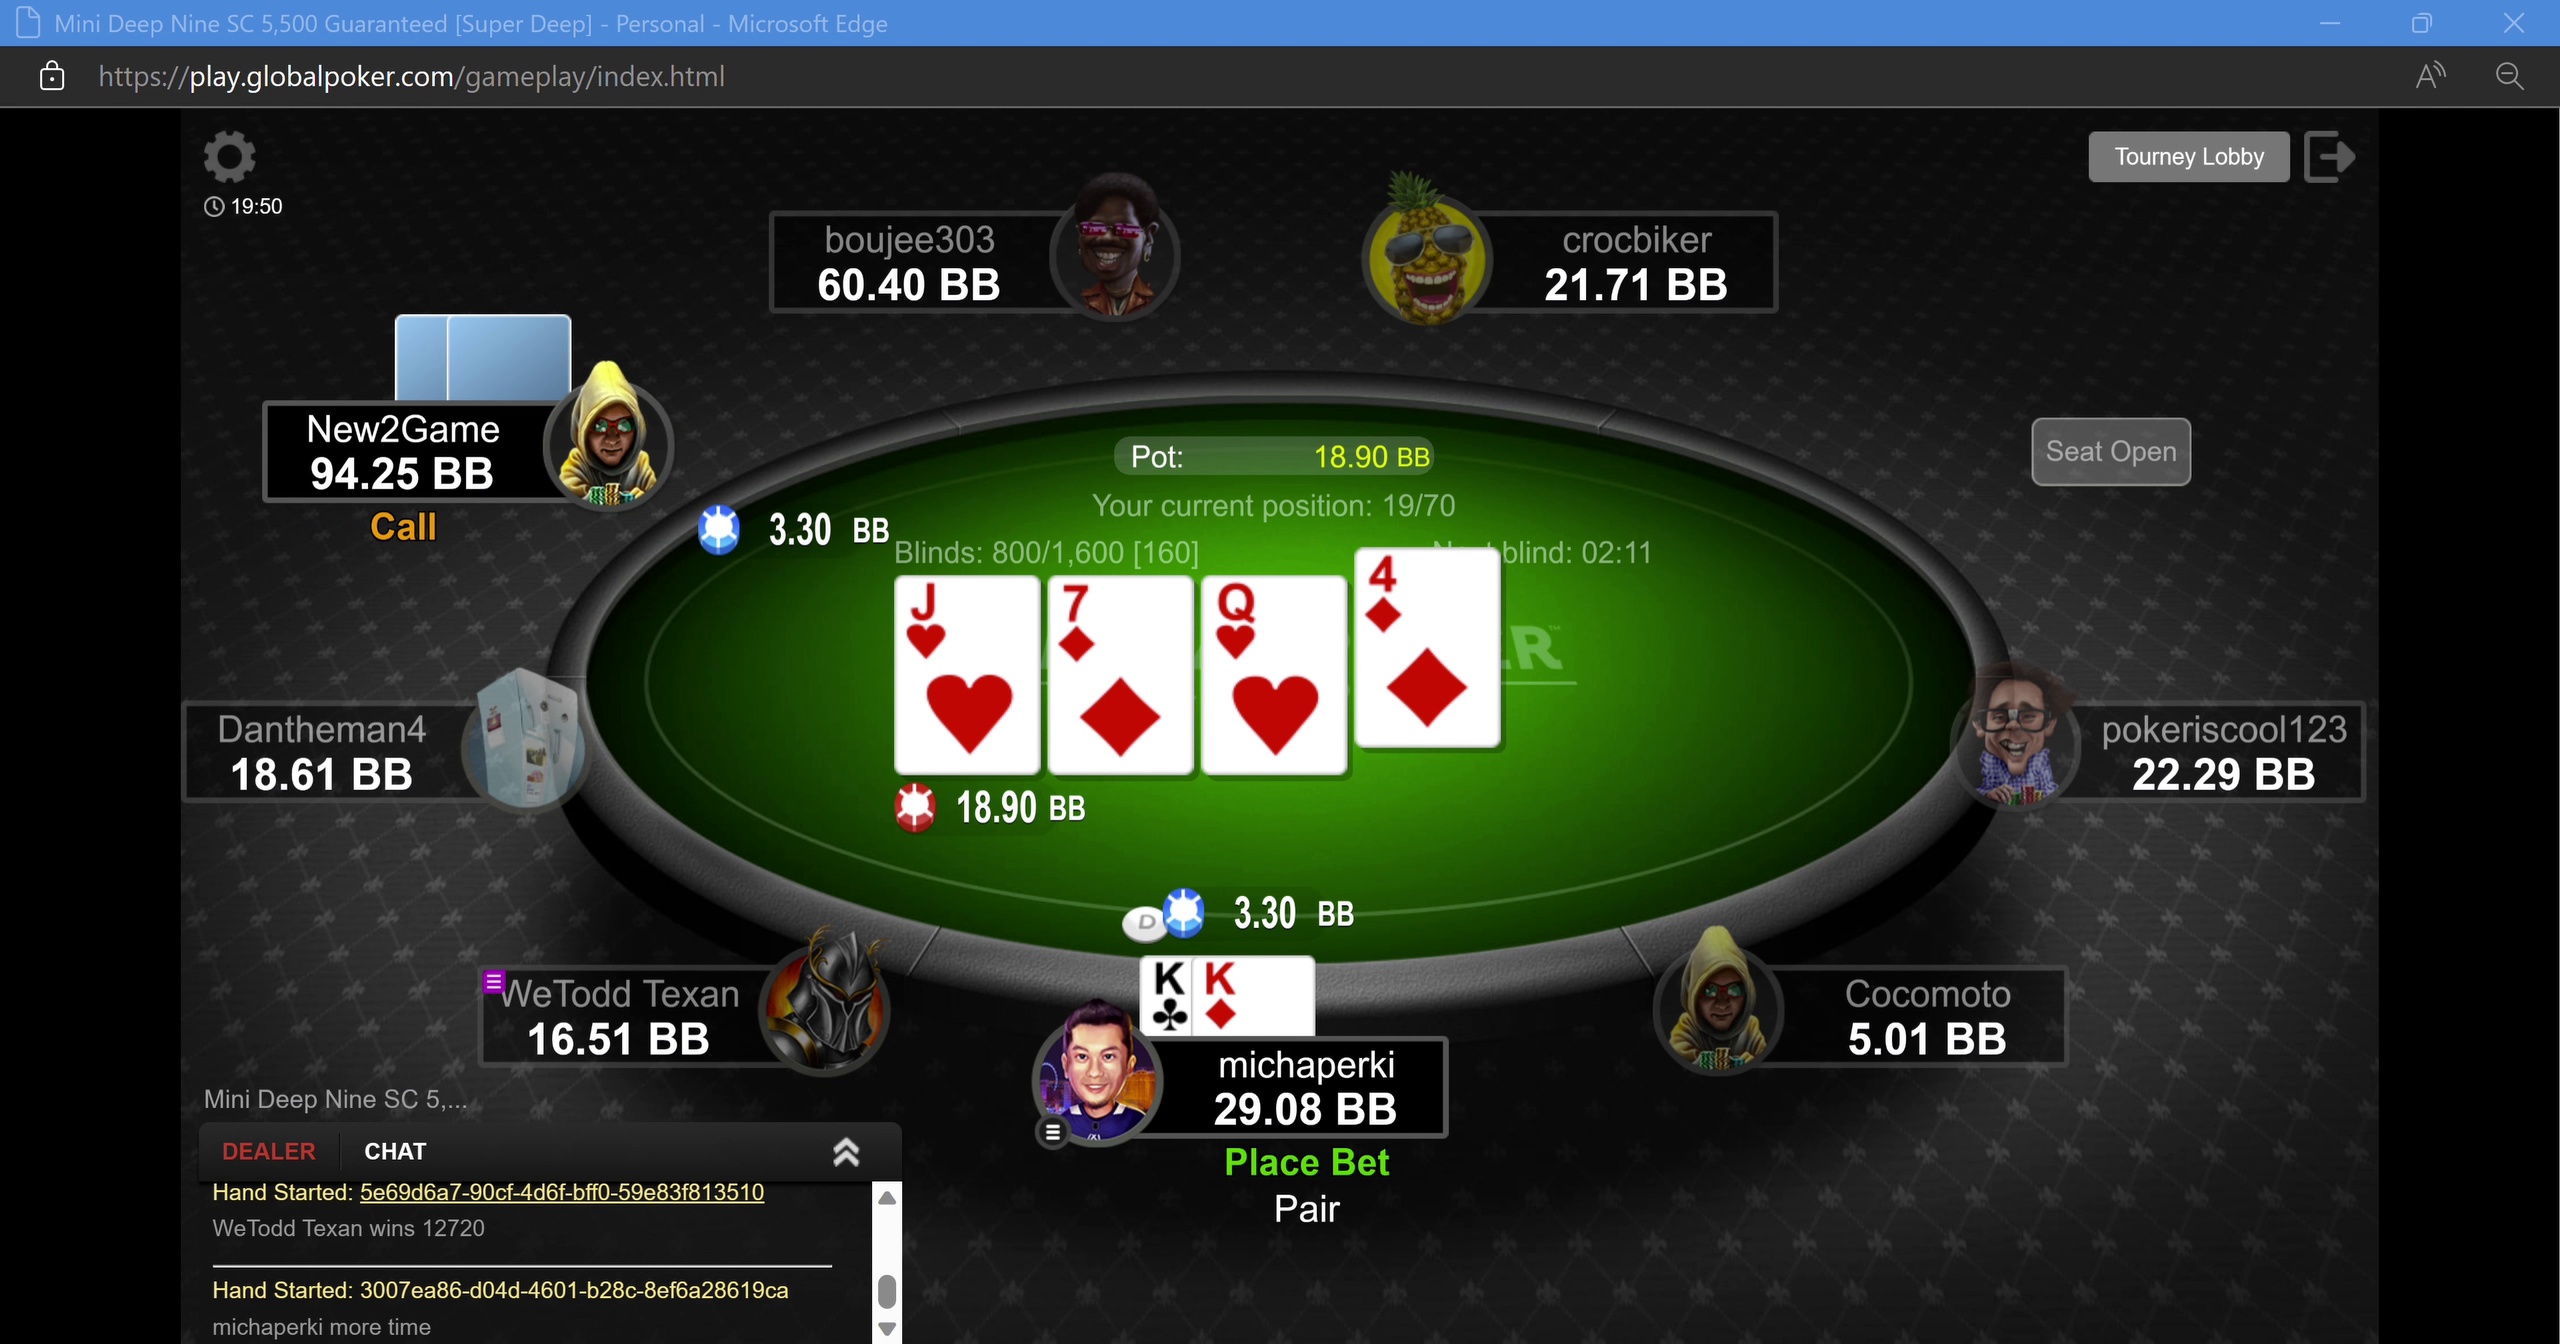 Mini Deep Nine SC 5,500 Guaranteed [Super Deep] - Personal - Microsoft Edge
https://play.globalpoker.com/gameplay/index.html
Tourney Lobby
19:50
boujee303
60.40 BB
crocbiker
21.71 BB
New2Game
94.25 BB
Call
Pot: 18.90 BB
Seat Open
Your current position: 19/70
3.30 BB
Blinds: 800/1,600 [160]
blind: 02:11
J
7
Q
4
ER™
Dantheman4
18.61 BB
pokeriscool123
22.29 BB
18.90 BB
D
3.30 BB
K
K
WeTodd Texan
16.51 BB
Cocomoto
5.01 BB
michaperki
29.08 BB
Place Bet
Pair
Mini Deep Nine SC 5,...
DEALER
CHAT
Hand Started: 5e69d6a7-90cf-4d6f-bff0-59e83f813510
WeTodd Texan wins 12720
Hand Started: 3007ea86-d04d-4601-b28c-8ef6a28619ca
michaperki more time